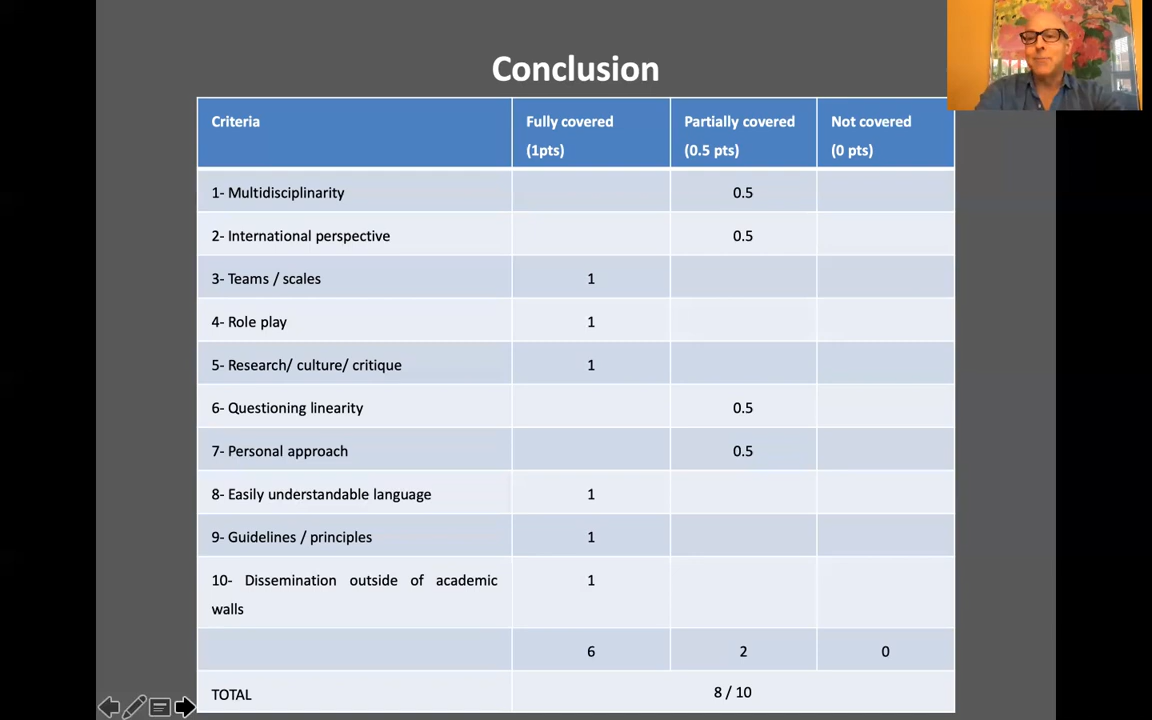 Conclusion
Criteria
Fully covered
(1pts)
Partially covered
(0.5 pts)
Not covered
(0 pts)
1- Multidisciplinarity
0.5
2- International perspective
0.5
3- Teams / scales
1
4- Role play
1
5- Research/ culture/ critique
1
6- Questioning linearity
0.5
7- Personal approach
0.5
8- Easily understandable language
1
9- Guidelines / principles
1
10- Dissemination outside of academic
walls
1
6
2
0
TOTAL
8 / 10